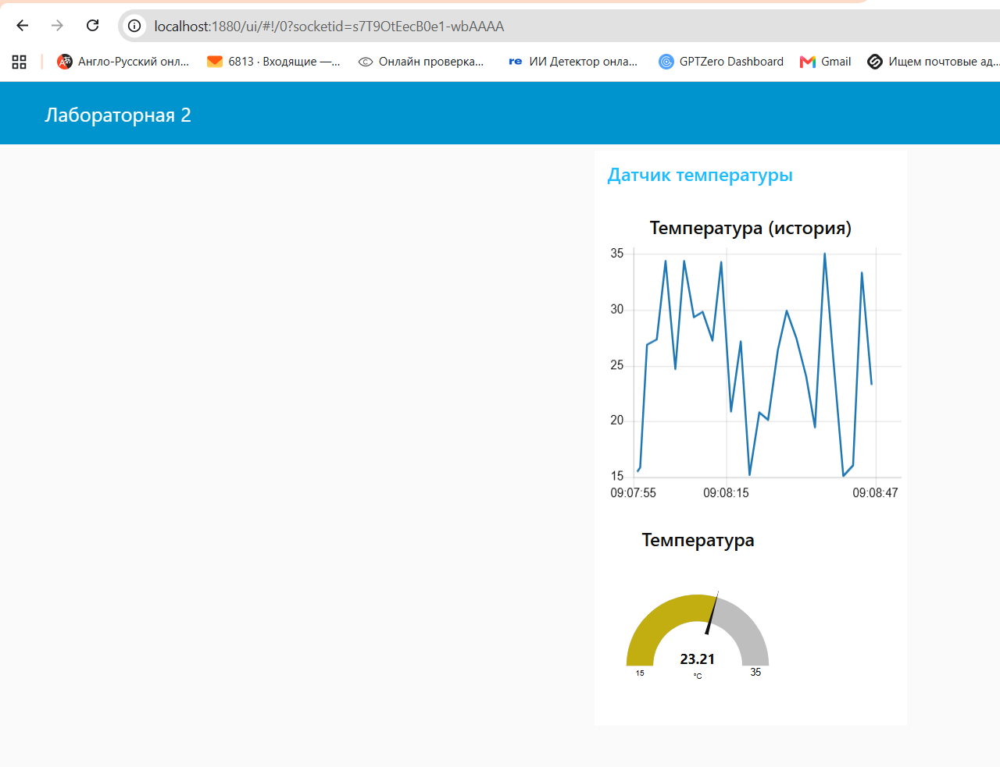 localhost:1880/ui/#!/0?socketid=s7T9OtEecB0e1-wbAAAA
Англо-Русский онл...
6813 · Входящие —...
Онлайн проверка...
re ИИ Детектор онла...
GPTZero Dashboard
Gmail
Ищем почтовые ад...
Лабораторная 2
Датчик температуры
Температура (история)
35
30
25
20
15
09:07:55 09:08:15 09:08:47
Температура
23.21
15 °C 35